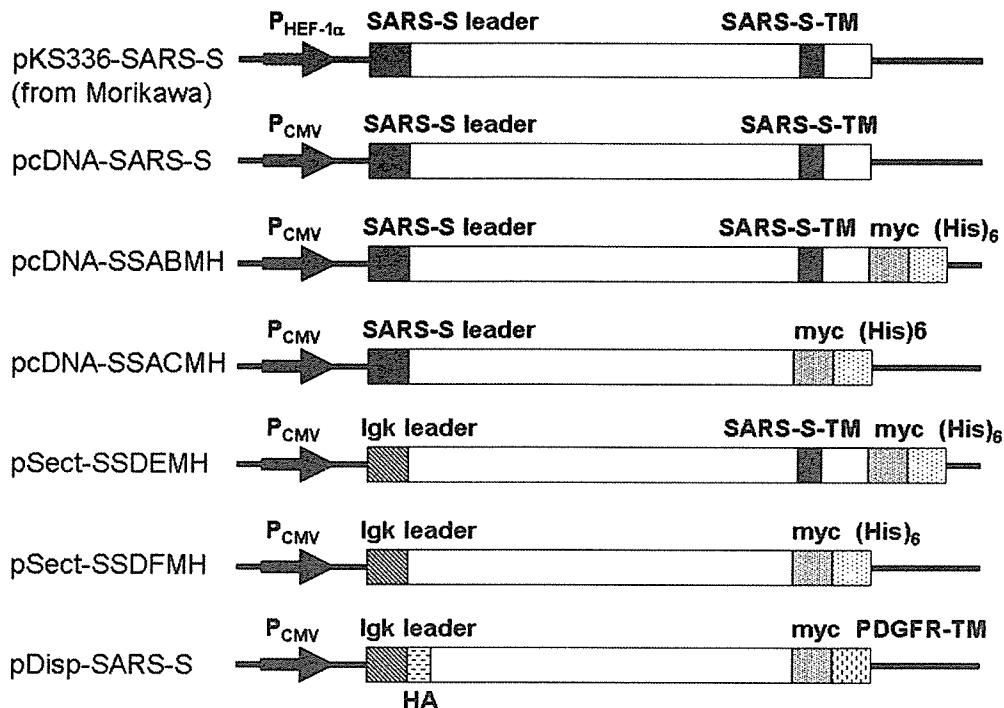 P_HEF-1α SARS-S leader SARS-S-TM
pKS336-SARS-S
(from Morikawa)
P_CMV SARS-S leader SARS-S-TM
pcDNA-SARS-S
P_CMV SARS-S leader SARS-S-TM myc (His)₆
pcDNA-SSABMH
P_CMV SARS-S leader myc (His)6
pcDNA-SSACMH
P_CMV Igk leader SARS-S-TM myc (His)₆
pSect-SSDEMH
P_CMV Igk leader myc (His)₆
pSect-SSDFMH
P_CMV Igk leader myc PDGFR-TM
pDisp-SARS-S
HA